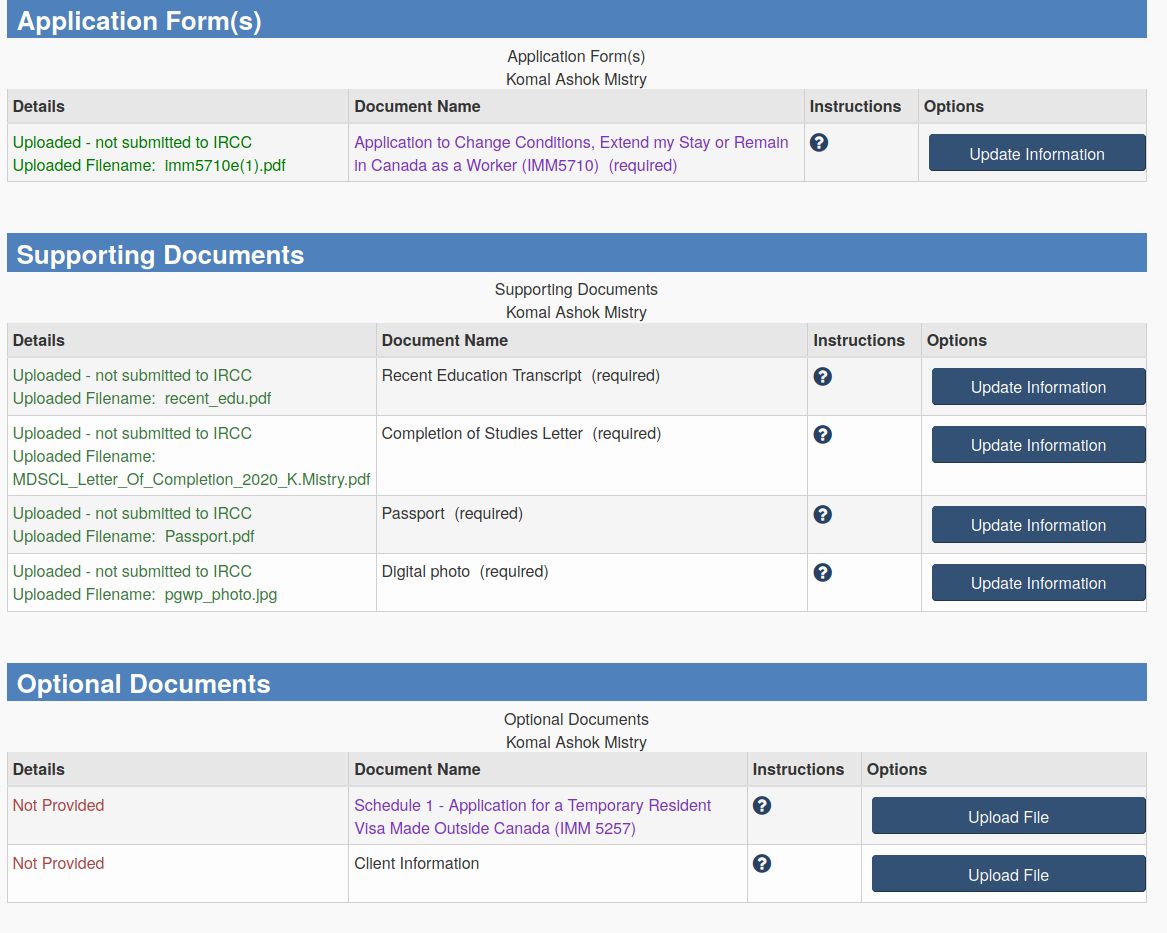 Application Form(s)
Application Form(s)
Komal Ashok Mistry
Details Document Name Instructions Options
Uploaded - not submitted to IRCC Application to Change Conditions, Extend my Stay or Remain ? Update Information
Uploaded Filename: imm5710e(1).pdf in Canada as a Worker (IMM5710) (required)
Supporting Documents
Supporting Documents
Komal Ashok Mistry
Details Document Name Instructions Options
Uploaded - not submitted to IRCC Recent Education Transcript (required) ? Update Information
Uploaded Filename: recent_edu.pdf
Uploaded - not submitted to IRCC Completion of Studies Letter (required) ? Update Information
Uploaded Filename:
MDSCL_Letter_Of_Completion_2020_K.Mistry.pdf
Uploaded - not submitted to IRCC Passport (required) ? Update Information
Uploaded Filename: Passport.pdf
Uploaded - not submitted to IRCC Digital photo (required) ? Update Information
Uploaded Filename: pgwp_photo.jpg
Optional Documents
Optional Documents
Komal Ashok Mistry
Details Document Name Instructions Options
Not Provided Schedule 1 - Application for a Temporary Resident ? Upload File
Visa Made Outside Canada (IMM 5257)
Not Provided Client Information ? Upload File